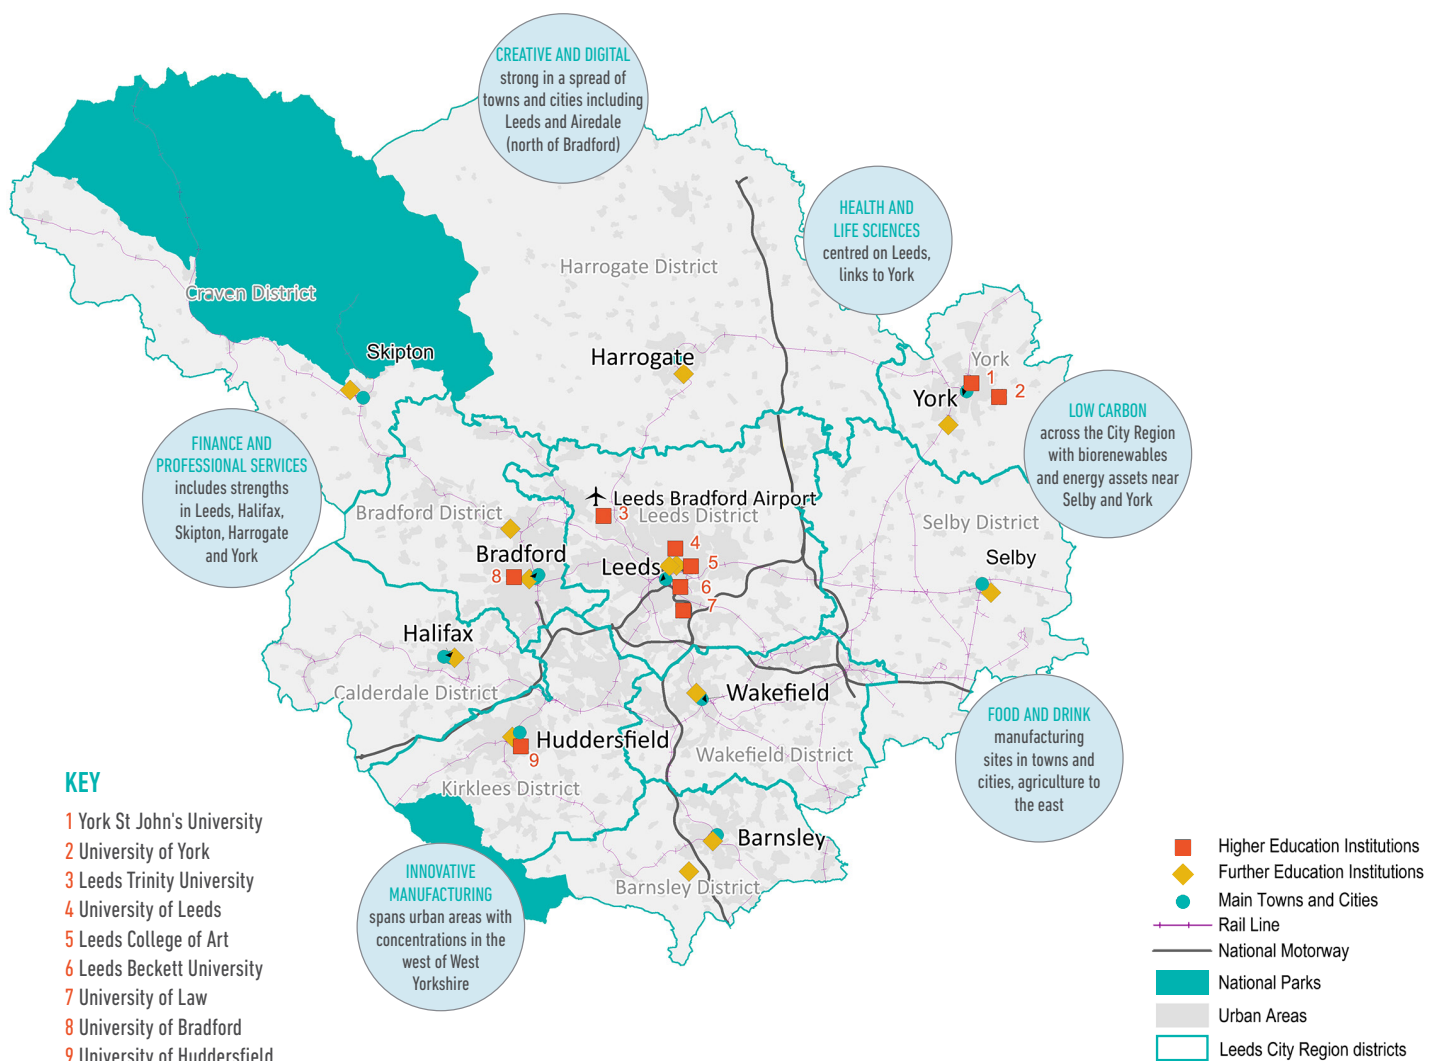 CREATIVE AND DIGITAL
strong in a spread of
towns and cities including
Leeds and Airedale
(north of Bradford)
HEALTH AND
LIFE SCIENCES
centred on Leeds,
links to York
Harrogate District
Craven District
Skipton
Harrogate
York
York
1
2
LOW CARBON
across the City Region
with biorenewables
and energy assets near
Selby and York
FINANCE AND
PROFESSIONAL SERVICES
includes strengths
in Leeds, Halifax,
Skipton, Harrogate
and York
Leeds Bradford Airport
3
Leeds District
Bradford District
Selby District
Bradford
8
Leeds
4
5
6
7
Selby
Halifax
Calderdale District
Wakefield
Wakefield District
Huddersfield
9
Kirklees District
FOOD AND DRINK
manufacturing
sites in towns and
cities, agriculture to
the east
Barnsley
Barnsley District
INNOVATIVE
MANUFACTURING
spans urban areas with
concentrations in the
west of West
Yorkshire
KEY
1 York St John's University
2 University of York
3 Leeds Trinity University
4 University of Leeds
5 Leeds College of Art
6 Leeds Beckett University
7 University of Law
8 University of Bradford
9 University of Huddersfield
Higher Education Institutions
Further Education Institutions
Main Towns and Cities
Rail Line
National Motorway
National Parks
Urban Areas
Leeds City Region districts